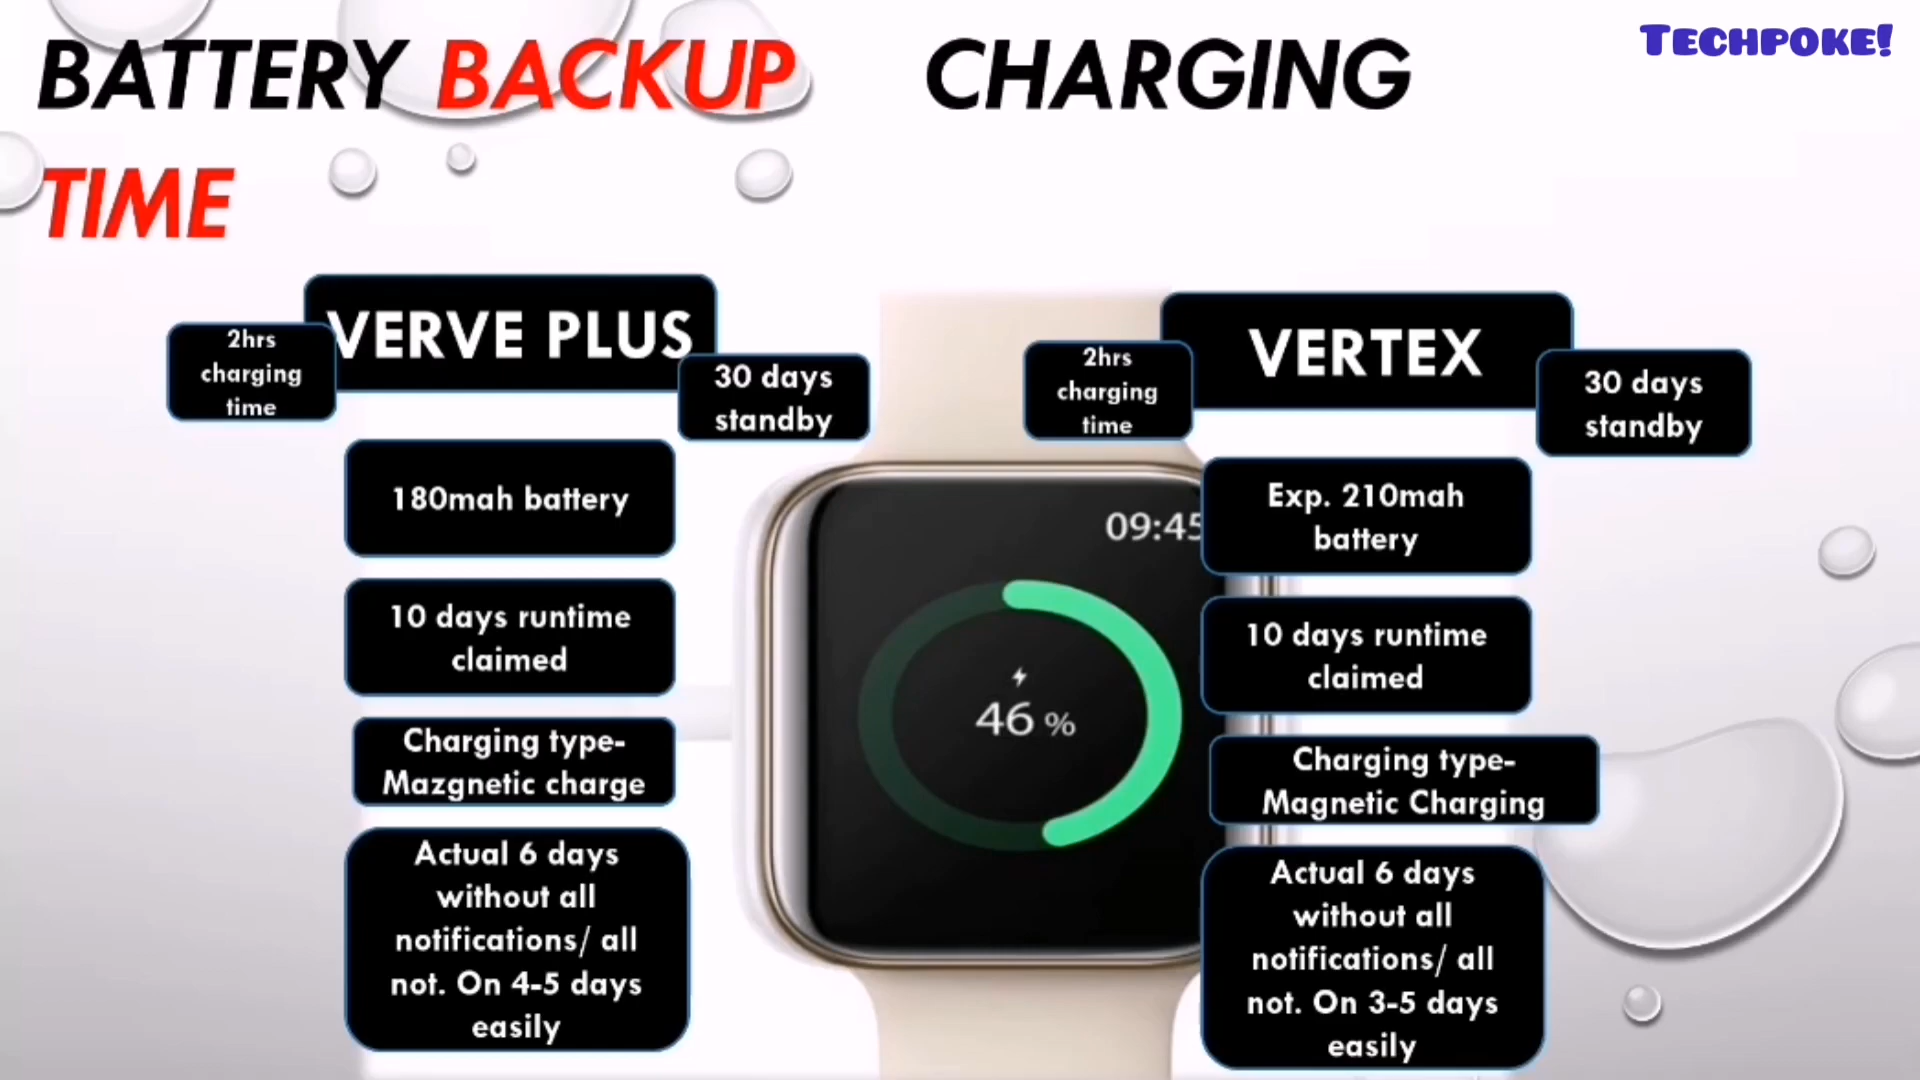 BATTERY BACKUP CHARGING
TIME
TECHPOKE!
VERVE PLUS
2hrs
charging
time
30 days
standby
180mah battery
10 days runtime
claimed
Charging type-
Mazgnetic charge
Actual 6 days
without all
notifications/ all
not. On 4-5 days
easily
09:45
46 %
VERTEX
2hrs
charging
time
30 days
standby
Exp. 210mah
battery
10 days runtime
claimed
Charging type-
Magnetic Charging
Actual 6 days
without all
notifications/ all
not. On 3-5 days
easily